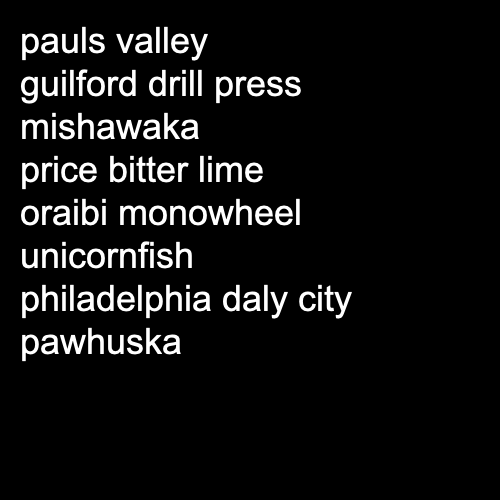 pauls valley
guilford drill press
mishawaka
price bitter lime
oraibi monowheel
unicornfish
philadelphia daly city
pawhuska